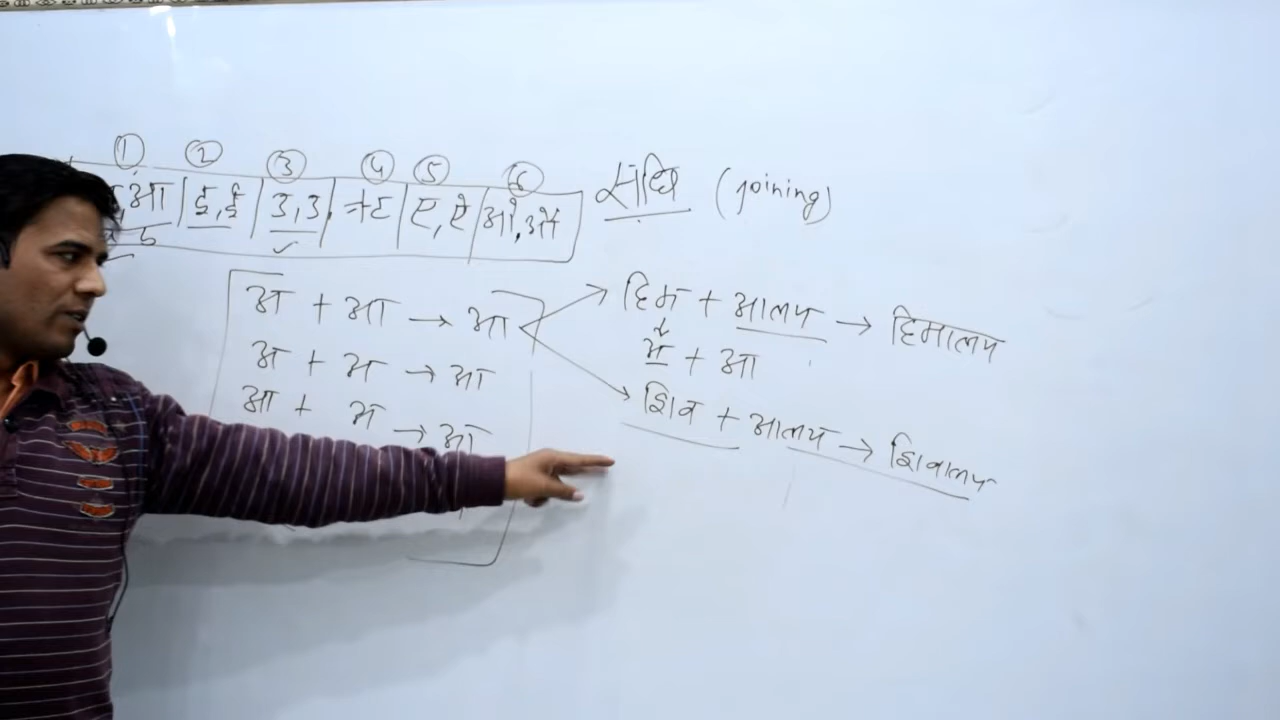 ① ② ③ ④ ⑤ ⑥
,आ | इ,ई | उ,ऊ, ऋ | ए,ऐ | ओ,औ संधि (joining)
अ + आ → आ हिम + आलय → हिमालय
म + आ
अ + अ → आ
आ + अ → आ शिव + आलय → शिवालय